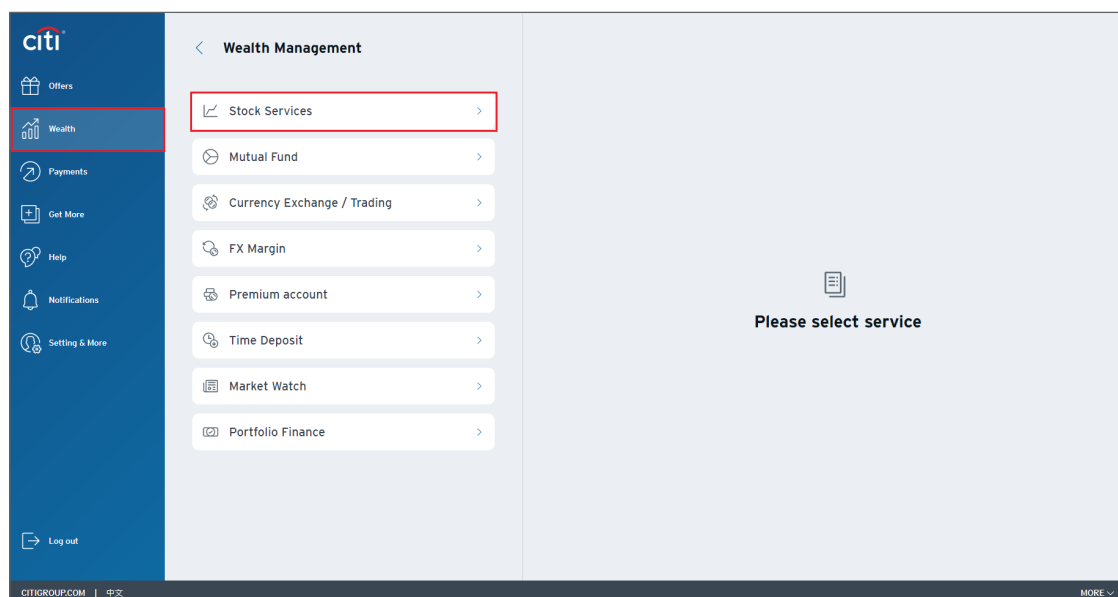 citi
Offers
Wealth
Payments
Get More
Help
Notifications
Setting & More
Log out
Wealth Management
Stock Services
Mutual Fund
Currency Exchange / Trading
FX Margin
Premium account
Time Deposit
Market Watch
Portfolio Finance
Please select service
CITIGROUP.COM | 中文
MORE